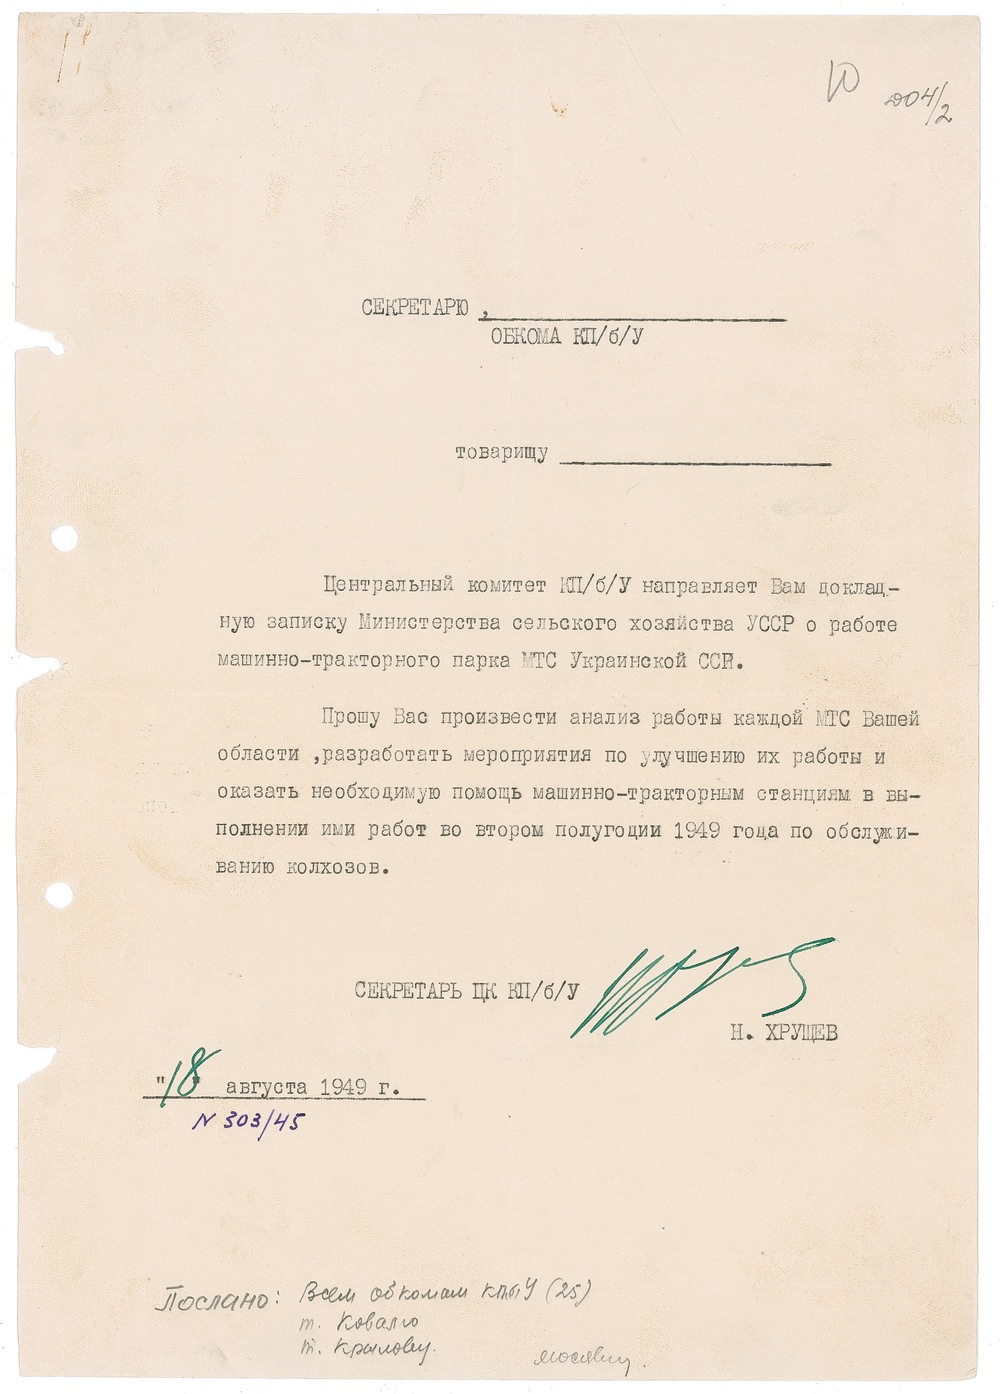 СЕКРЕТАРЮ , ____________
ОБКОМА КП/б/У
товарищу ____________
Центральный комитет КП/б/У направляет Вам доклад-
ную записку Министерства сельского хозяйства УССР о работе
машинно-тракторного парка МТС Украинской ССР.
Прошу Вас произвести анализ работы каждой МТС Вашей
области ,разработать мероприятия по улучшению их работы и
оказать необходимую помощь машинно-тракторным станциям в вы-
полнении ими работ во втором полугодии 1949 года по обслужи-
ванию колхозов.
СЕКРЕТАРЬ ЦК КП/б/У
Н. ХРУЩЕВ
"18" августа 1949 г.
N 303/45
Послано: Всем обкомам КПбУ (25)
т. Ковалю
т. Крылову.